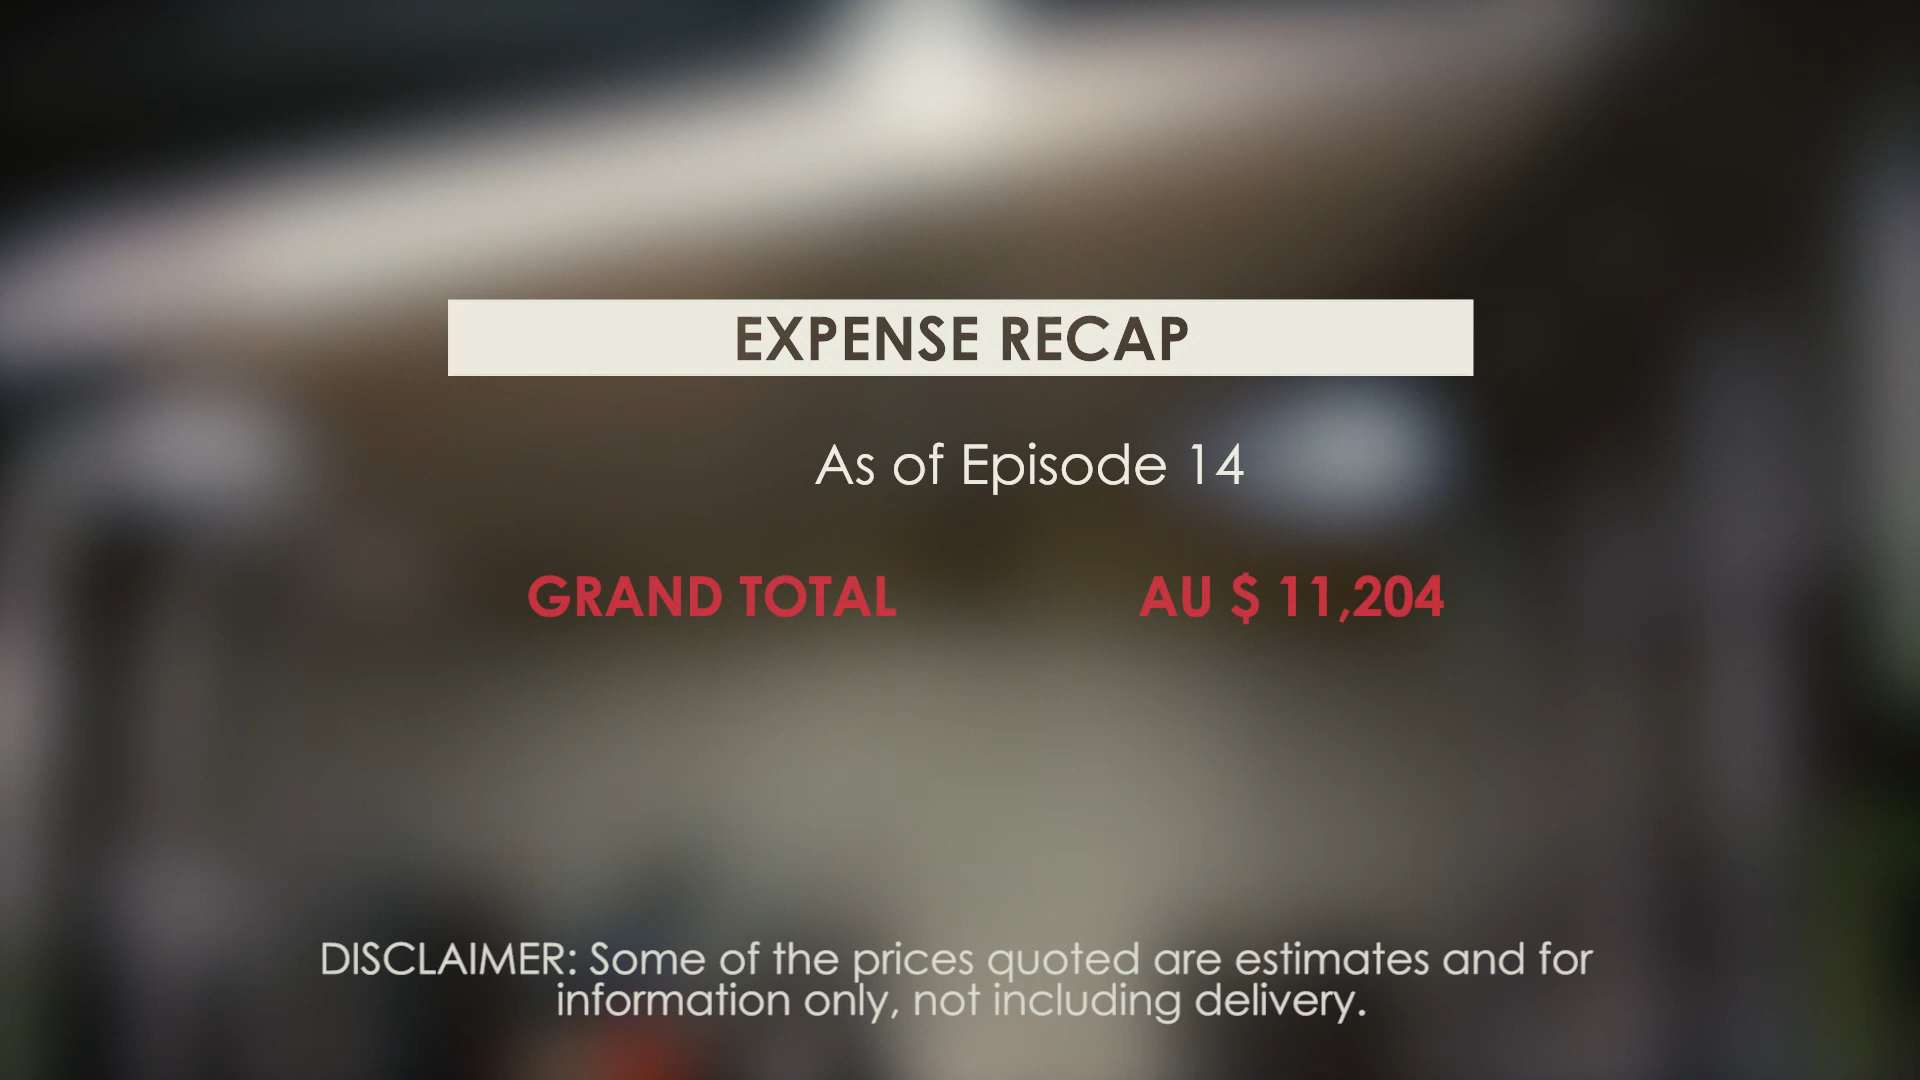 EXPENSE RECAP
As of Episode 14
GRAND TOTAL AU $ 11,204
DISCLAIMER: Some of the prices quoted are estimates and for
information only, not including delivery.